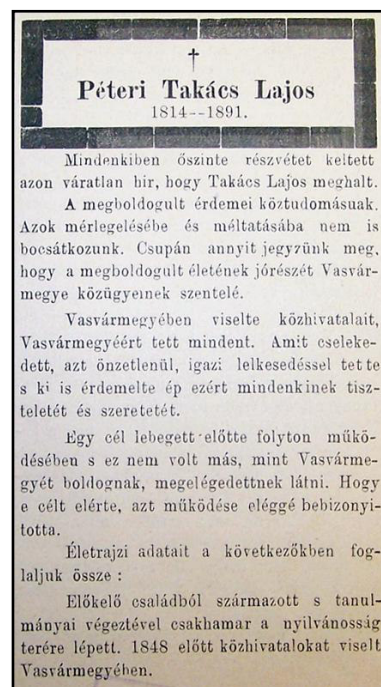 †
Péteri Takács Lajos
1814--1891.
Mindenkiben őszinte részvétet keltett
azon váratlan hir, hogy Takács Lajos meghalt.
A megboldogult érdemei köztudomásuak.
Azok mérlegelésébe és méltatásába nem is
bocsátkozunk. Csupán annyit jegyzünk meg,
hogy a megboldogult életének jórészét Vasvár-
megye közügyeinek szentelé.
Vasvármegyében viselte közhivatalait,
Vasvármegyéért tett mindent. Amit cseleke-
dett, azt önzetlenül, igazi lelkesedéssel tette
s ki is érdemelte ép ezért mindenkinek tisz-
teletét és szeretetét.
Egy cél lebegett előtte folyton műkö-
désében s ez nem volt más, mint Vasvárme-
gyét boldognak, megelégedettnek látni. Hogy
e célt elérte, azt működése eléggé bebizonyi-
totta.
Életrajzi adatait a következőkben fog-
laljuk össze :
Előkelő családból származott s tanul-
mányai végeztével csakhamar a nyilvánosság
terére lépett. 1848 előtt közhivatalokat viselt
Vasvármegyében.